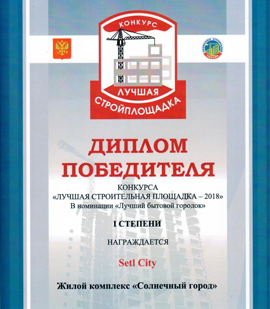 КОНКУРС
ЛУЧШАЯ
СТРОЙПЛОЩАДКА
ДИПЛОМ
ПОБЕДИТЕЛЯ
КОНКУРСА
«ЛУЧШАЯ СТРОИТЕЛЬНАЯ ПЛОЩАДКА – 2018»
В номинации «Лучший бытовой городок»
I СТЕПЕНИ
НАГРАЖДАЕТСЯ
Setl City
Жилой комплекс «Солнечный город»